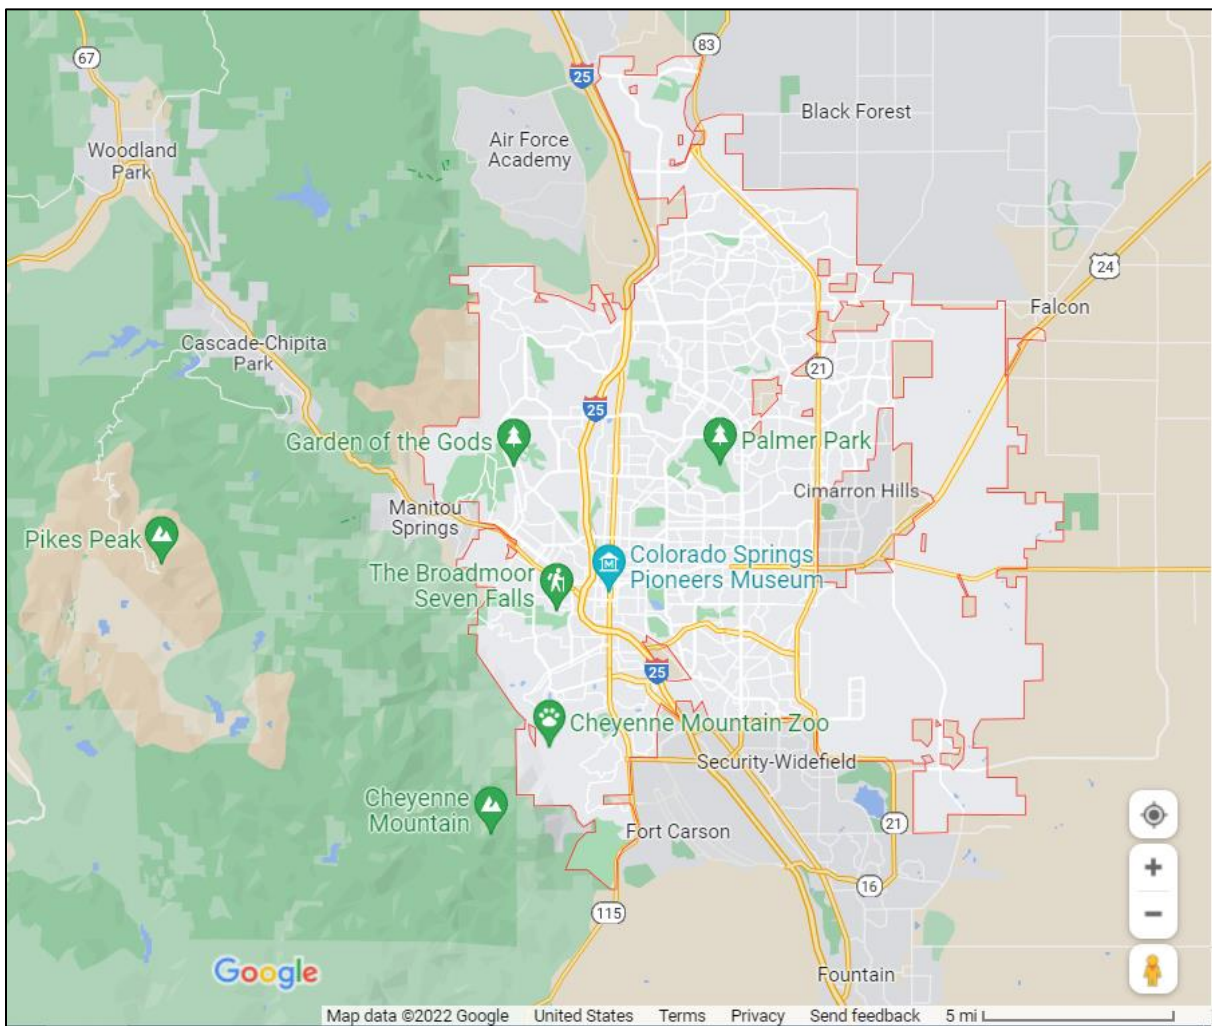 83
67
25
Black Forest
Air Force
Academy
Woodland
Park
24
Falcon
Cascade-Chipita
Park
21
25
Garden of the Gods
Palmer Park
Cimarron Hills
Manitou
Springs
Pikes Peak
Colorado Springs
Pioneers Museum
The Broadmoor
Seven Falls
25
Cheyenne Mountain Zoo
Security-Widefield
Cheyenne
Mountain
Fort Carson
21
16
115
Google
Fountain
Map data ©2022 Google United States Terms Privacy Send feedback 5 mi